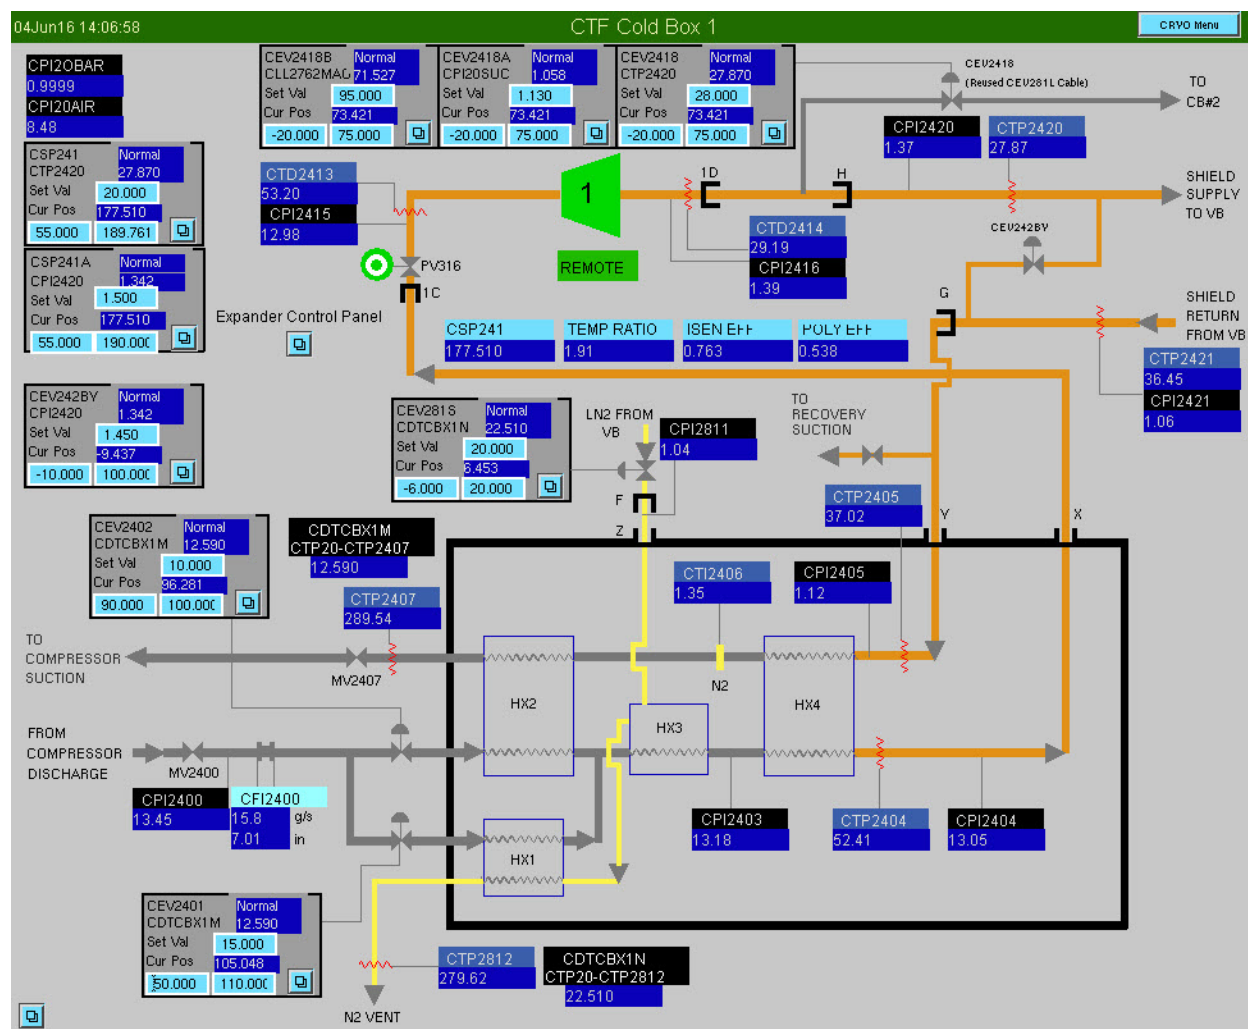 04Jun16 14:06:58
CTF Cold Box 1
CRYO Menu
CPI20BAR
0.9999
CPI20AIR
8.48
CEV2418B Normal
CLL2762MAG 71.527
Set Val 95.000
Cur Pos 73.421
-20.000 75.000
CEV2418A Normal
CPI20SUC 1.058
Set Val 1.130
Cur Pos 73.421
-20.000 75.000
CEV2418 Normal
CTP2420 27.870
Set Val 28.000
Cur Pos 73.421
-20.000 75.000
CEV2418
(Reused CEV281L Cable)
TO
CB#2
CSP241 Normal
CTP2420 27.870
Set Val 20.000
Cur Pos 177.510
55.000 189.761
CTD2413
53.20
CPI2415
12.98
1
REMOTE
1D
H
CPI2420
1.37
CTP2420
27.87
SHIELD
SUPPLY
TO VB
CEV242BV
CTD2414
29.19
CPI2416
1.39
CSP241A Normal
CPI2420 1.342
Set Val 1.500
Cur Pos 177.510
55.000 190.00(
PV316
1C
Expander Control Panel
G
SHIELD
RETURN
FROM VB
CSP241 TEMP RATIO ISEN EFF POLY EFF
177.510 1.91 0.763 0.538
CTP2421
36.45
CPI2421
1.06
CEV242BY Normal
CPI2420 1.342
Set Val 1.450
Cur Pos -9.437
-10.000 100.00(
CEV281S Normal
CDTCBX1N 22.510
Set Val 20.000
Cur Pos 6.453
-6.000 20.000
LN2 FROM
VB
CPI2811
1.04
F
Z
TO
RECOVERY
SUCTION
CTP2405
37.02
Y
X
CEV2402 Normal
CDTCBX1M 12.590
Set Val 10.000
Cur Pos 96.281
90.000 100.00(
CDTCBX1M
CTP20-CTP2407
12.590
CTP2407
289.54
CTI2406
1.35
CPI2405
1.12
TO
COMPRESSOR
SUCTION
MV2407
N2
HX2
HX3
HX4
FROM
COMPRESSOR
DISCHARGE
MV2400
CPI2400
13.45
CFI2400
15.8 g/s
7.01 in
CPI2403
13.18
CTP2404
52.41
CPI2404
13.05
HX1
CEV2401 Normal
CDTCBX1M 12.590
Set Val 15.000
Cur Pos 105.048
50.000 110.00(
CTP2812
279.62
CDTCBX1N
CTP20-CTP2812
22.510
N2 VENT